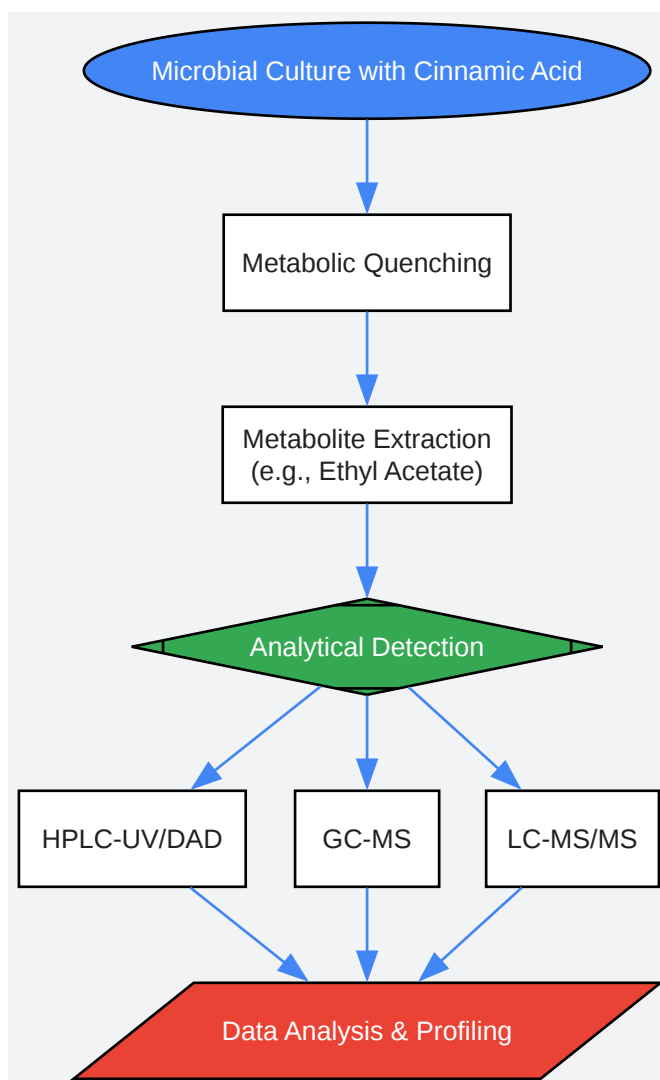 Microbial Culture with Cinnamic Acid
Metabolic Quenching
Metabolite Extraction
(e.g., Ethyl Acetate)
Analytical Detection
HPLC-UV/DAD
GC-MS
LC-MS/MS
Data Analysis & Profiling